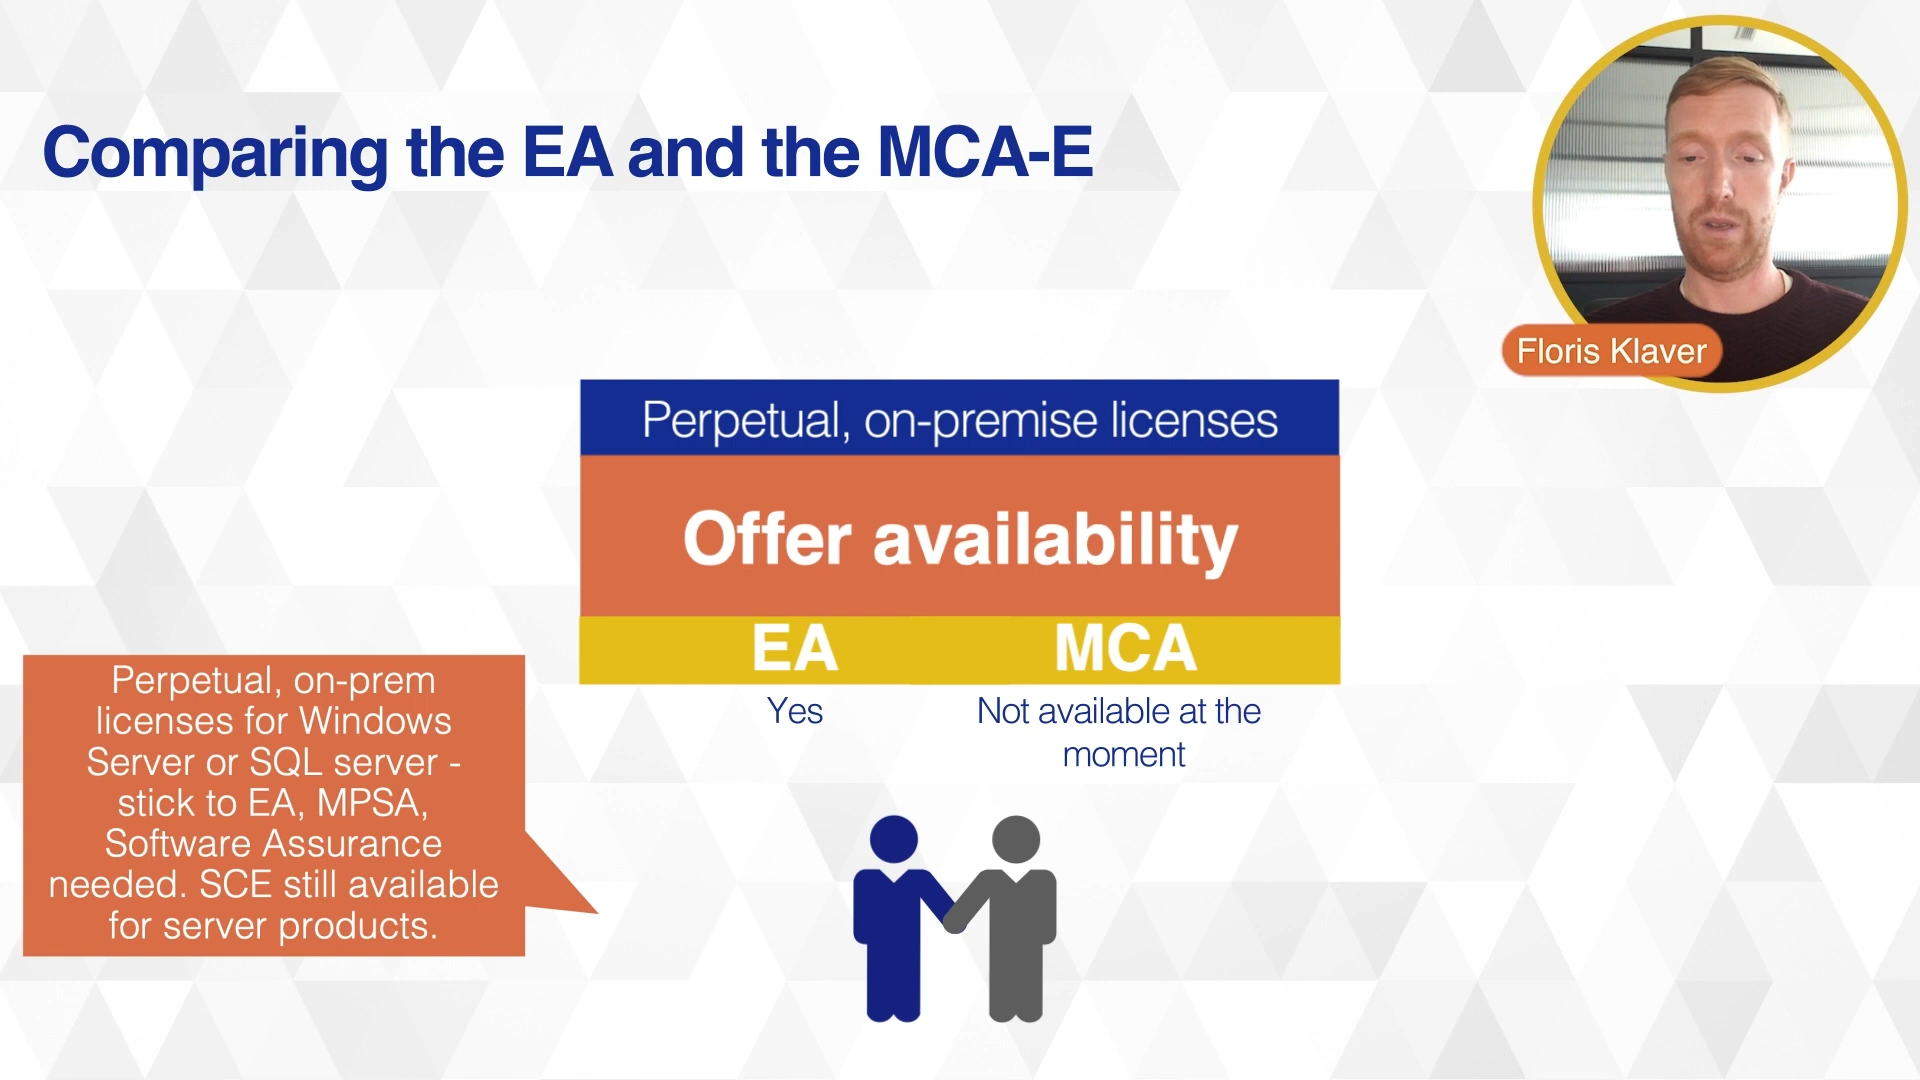 Comparing the EA and the MCA-E
Floris Klaver
Perpetual, on-premise licenses
Offer availability
EA MCA
Yes Not available at the
moment
Perpetual, on-prem
licenses for Windows
Server or SQL server -
stick to EA, MPSA,
Software Assurance
needed. SCE still available
for server products.